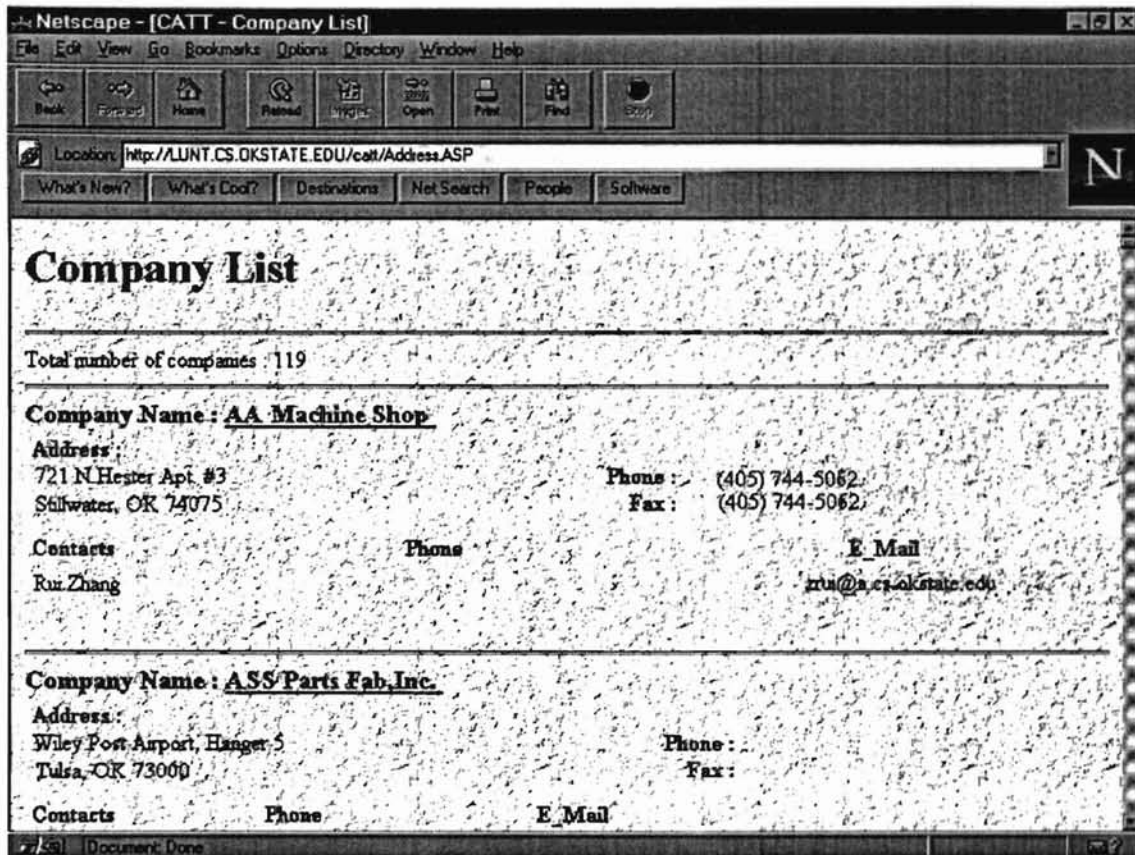 Netscape - [CATT - Company List]
File Edit View Go Bookmarks Options Directory Window Help
Back Forward Home Reload Images Open Print Find Stop
Location: http://LUNT.CS.OKSTATE.EDU/catt/Address.ASP
N
What's New? What's Cool? Destinations Net Search People Software
Company List
Total number of companies : 119
Company Name : AA Machine Shop
Address :
721 N.Hester Apt. #3 Phone : (405) 744-5062
Stillwater, OK 74075 Fax : (405) 744-5062
Contacts Phone E_Mail
Rui Zhang zrui@a.cs.okstate.edu
Company Name : ASS Parts Fab,Inc.
Address :
Wiley Post Airport, Hanger 5 Phone :
Tulsa, OK 73000 Fax :
Contacts Phone E_Mail
Document: Done